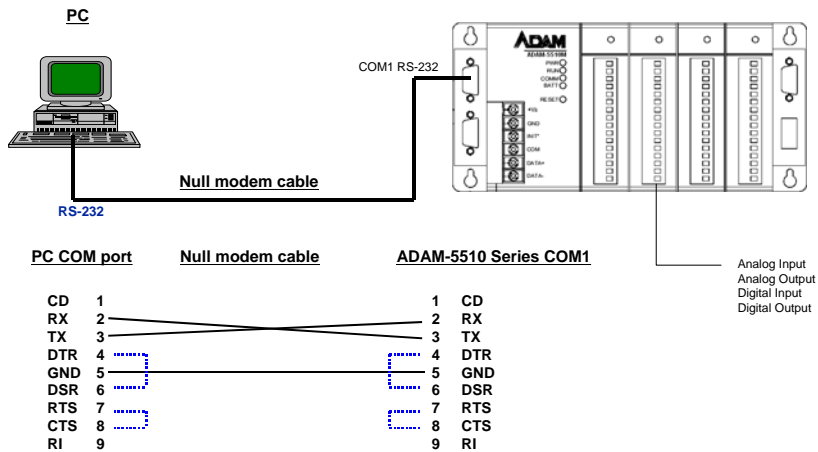 PC
COM1 RS-232
ADAM
ADAM-5510M
PWR
RUN
COMM
BATT
RESET
+Vs
GND
INIT*
COM
DATA+
DATA-
Null modem cable
RS-232
PC COM port Null modem cable ADAM-5510 Series COM1
Analog Input
Analog Output
Digital Input
Digital Output
CD 1 1 CD
RX 2 2 RX
TX 3 3 TX
DTR 4 4 DTR
GND 5 5 GND
DSR 6 6 DSR
RTS 7 7 RTS
CTS 8 8 CTS
RI 9 9 RI